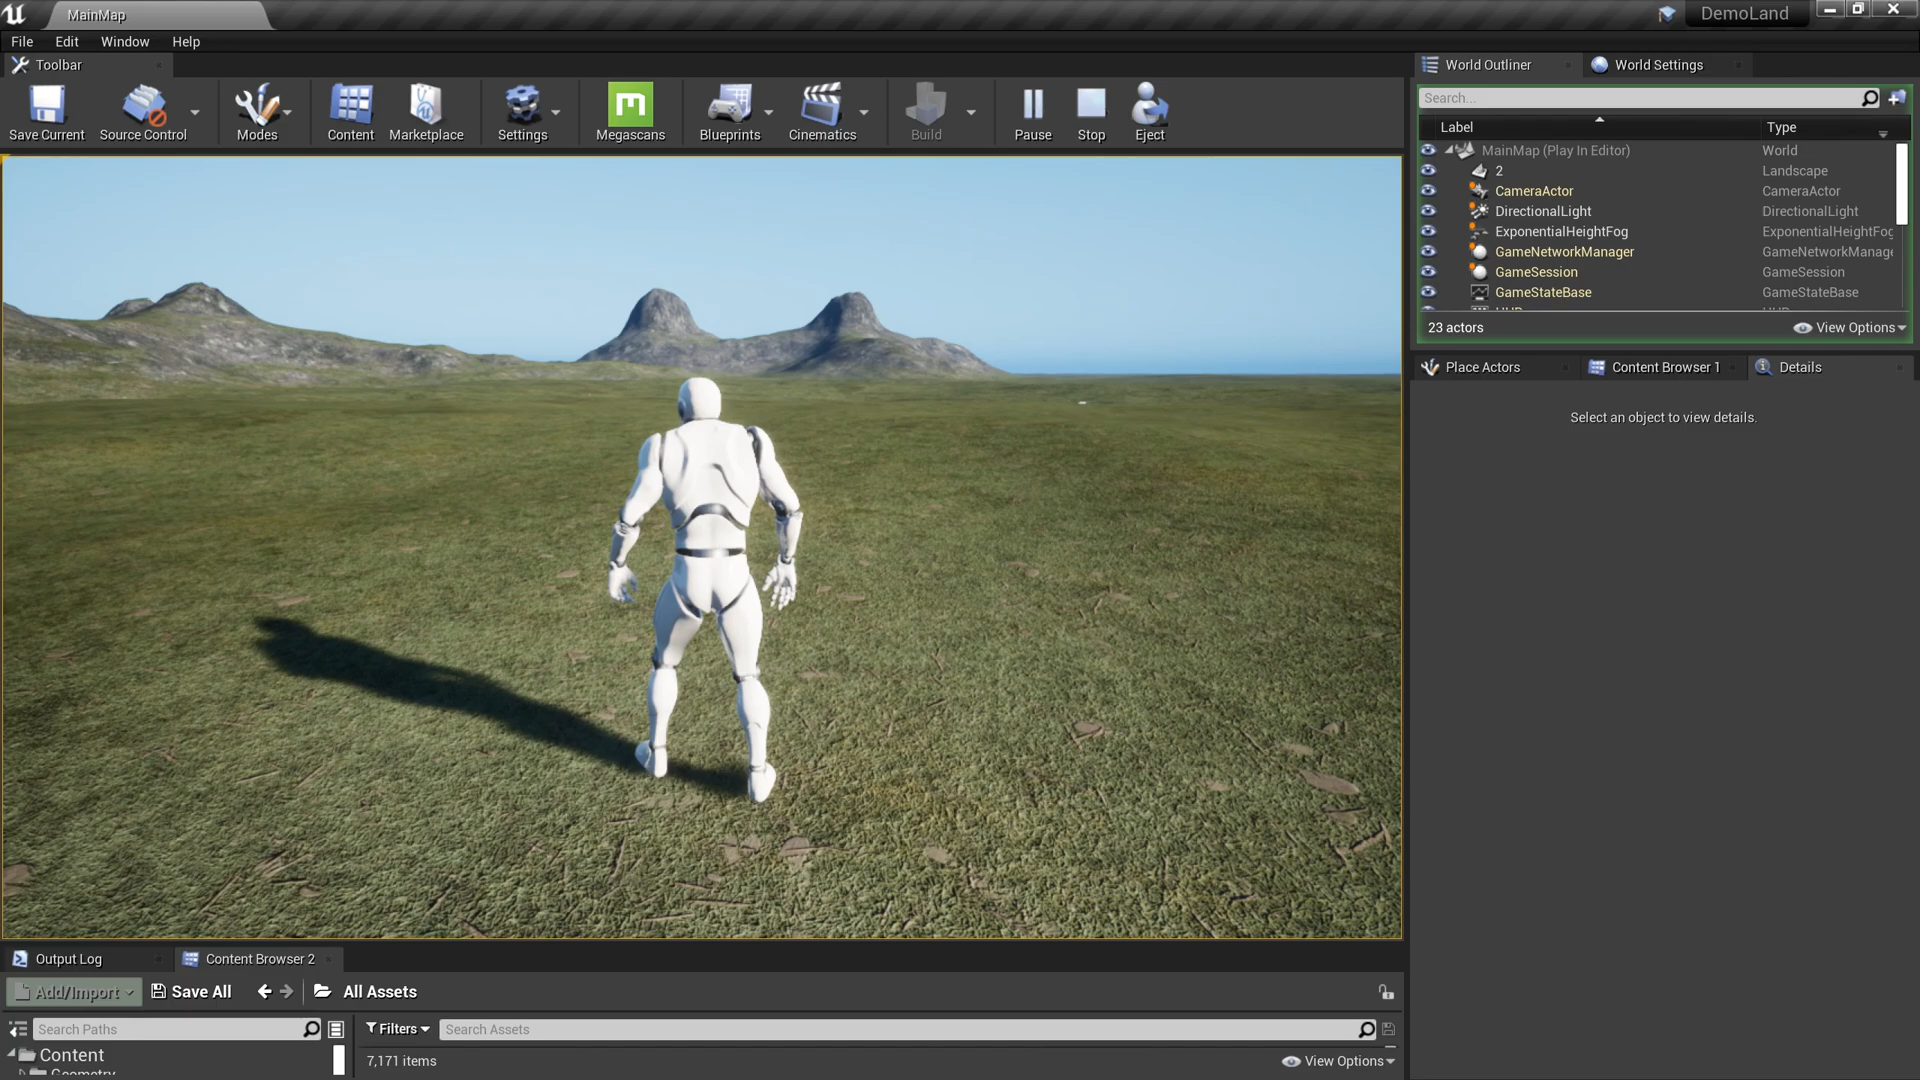 MainMap
DemoLand
File Edit Window Help
Toolbar
Save Current Source Control Modes Content Marketplace Settings Megascans Blueprints Cinematics Build Pause Stop Eject
World Outliner World Settings
Search...
Label Type
MainMap (Play In Editor) World
2 Landscape
CameraActor CameraActor
DirectionalLight DirectionalLight
ExponentialHeightFog ExponentialHeightFog
GameNetworkManager GameNetworkManage
GameSession GameSession
GameStateBase GameStateBase
23 actors View Options
Place Actors Content Browser 1 Details
Select an object to view details.
Output Log Content Browser 2
Add/Import Save All All Assets
Search Paths Filters Search Assets
Content
Geometry
7,171 items View Options